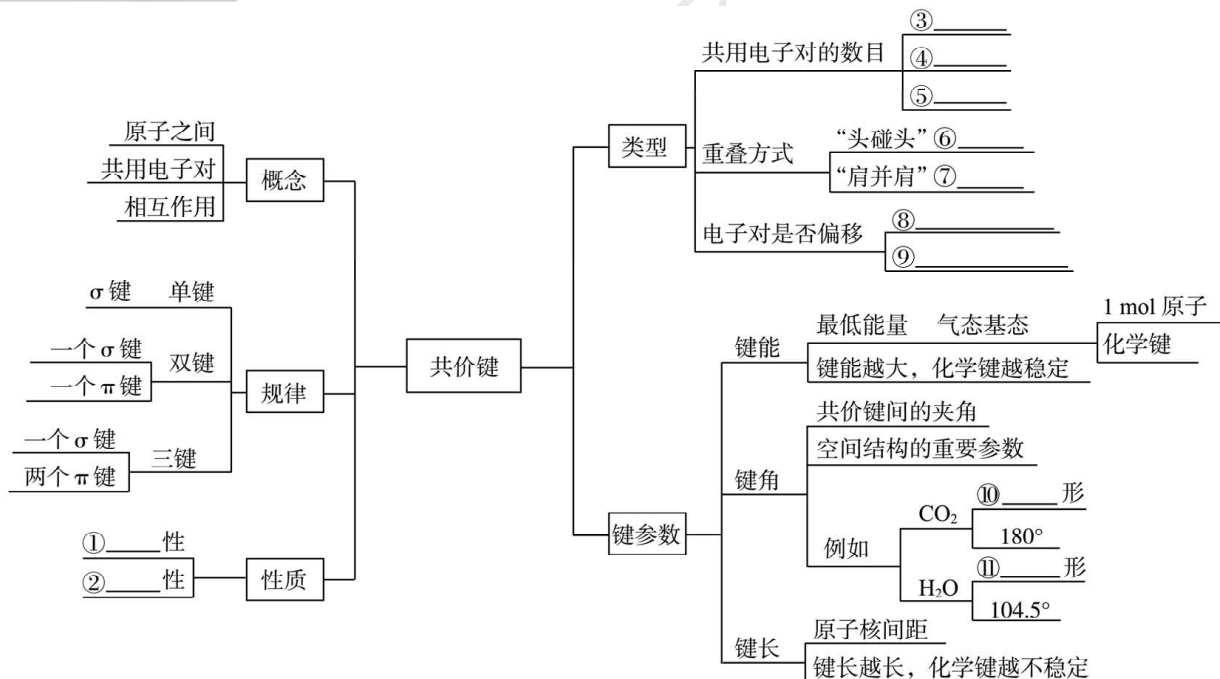 共价键
概念
原子之间
共用电子对
相互作用
规律
σ键 单键
双键
一个σ键
一个π键
三键
一个σ键
两个π键
性质
①_____性
②_____性
类型
共用电子对的数目
③______
④______
⑤______
重叠方式
“头碰头”⑥______
“肩并肩”⑦______
电子对是否偏移
⑧____________
⑨____________
键参数
键能
最低能量 气态基态
1 mol 原子
化学键
键能越大，化学键越稳定
键角
共价键间的夹角
空间结构的重要参数
例如
CO₂
⑩_____形
180°
H₂O
⑪_____形
104.5°
键长
原子核间距
键长越长，化学键越不稳定